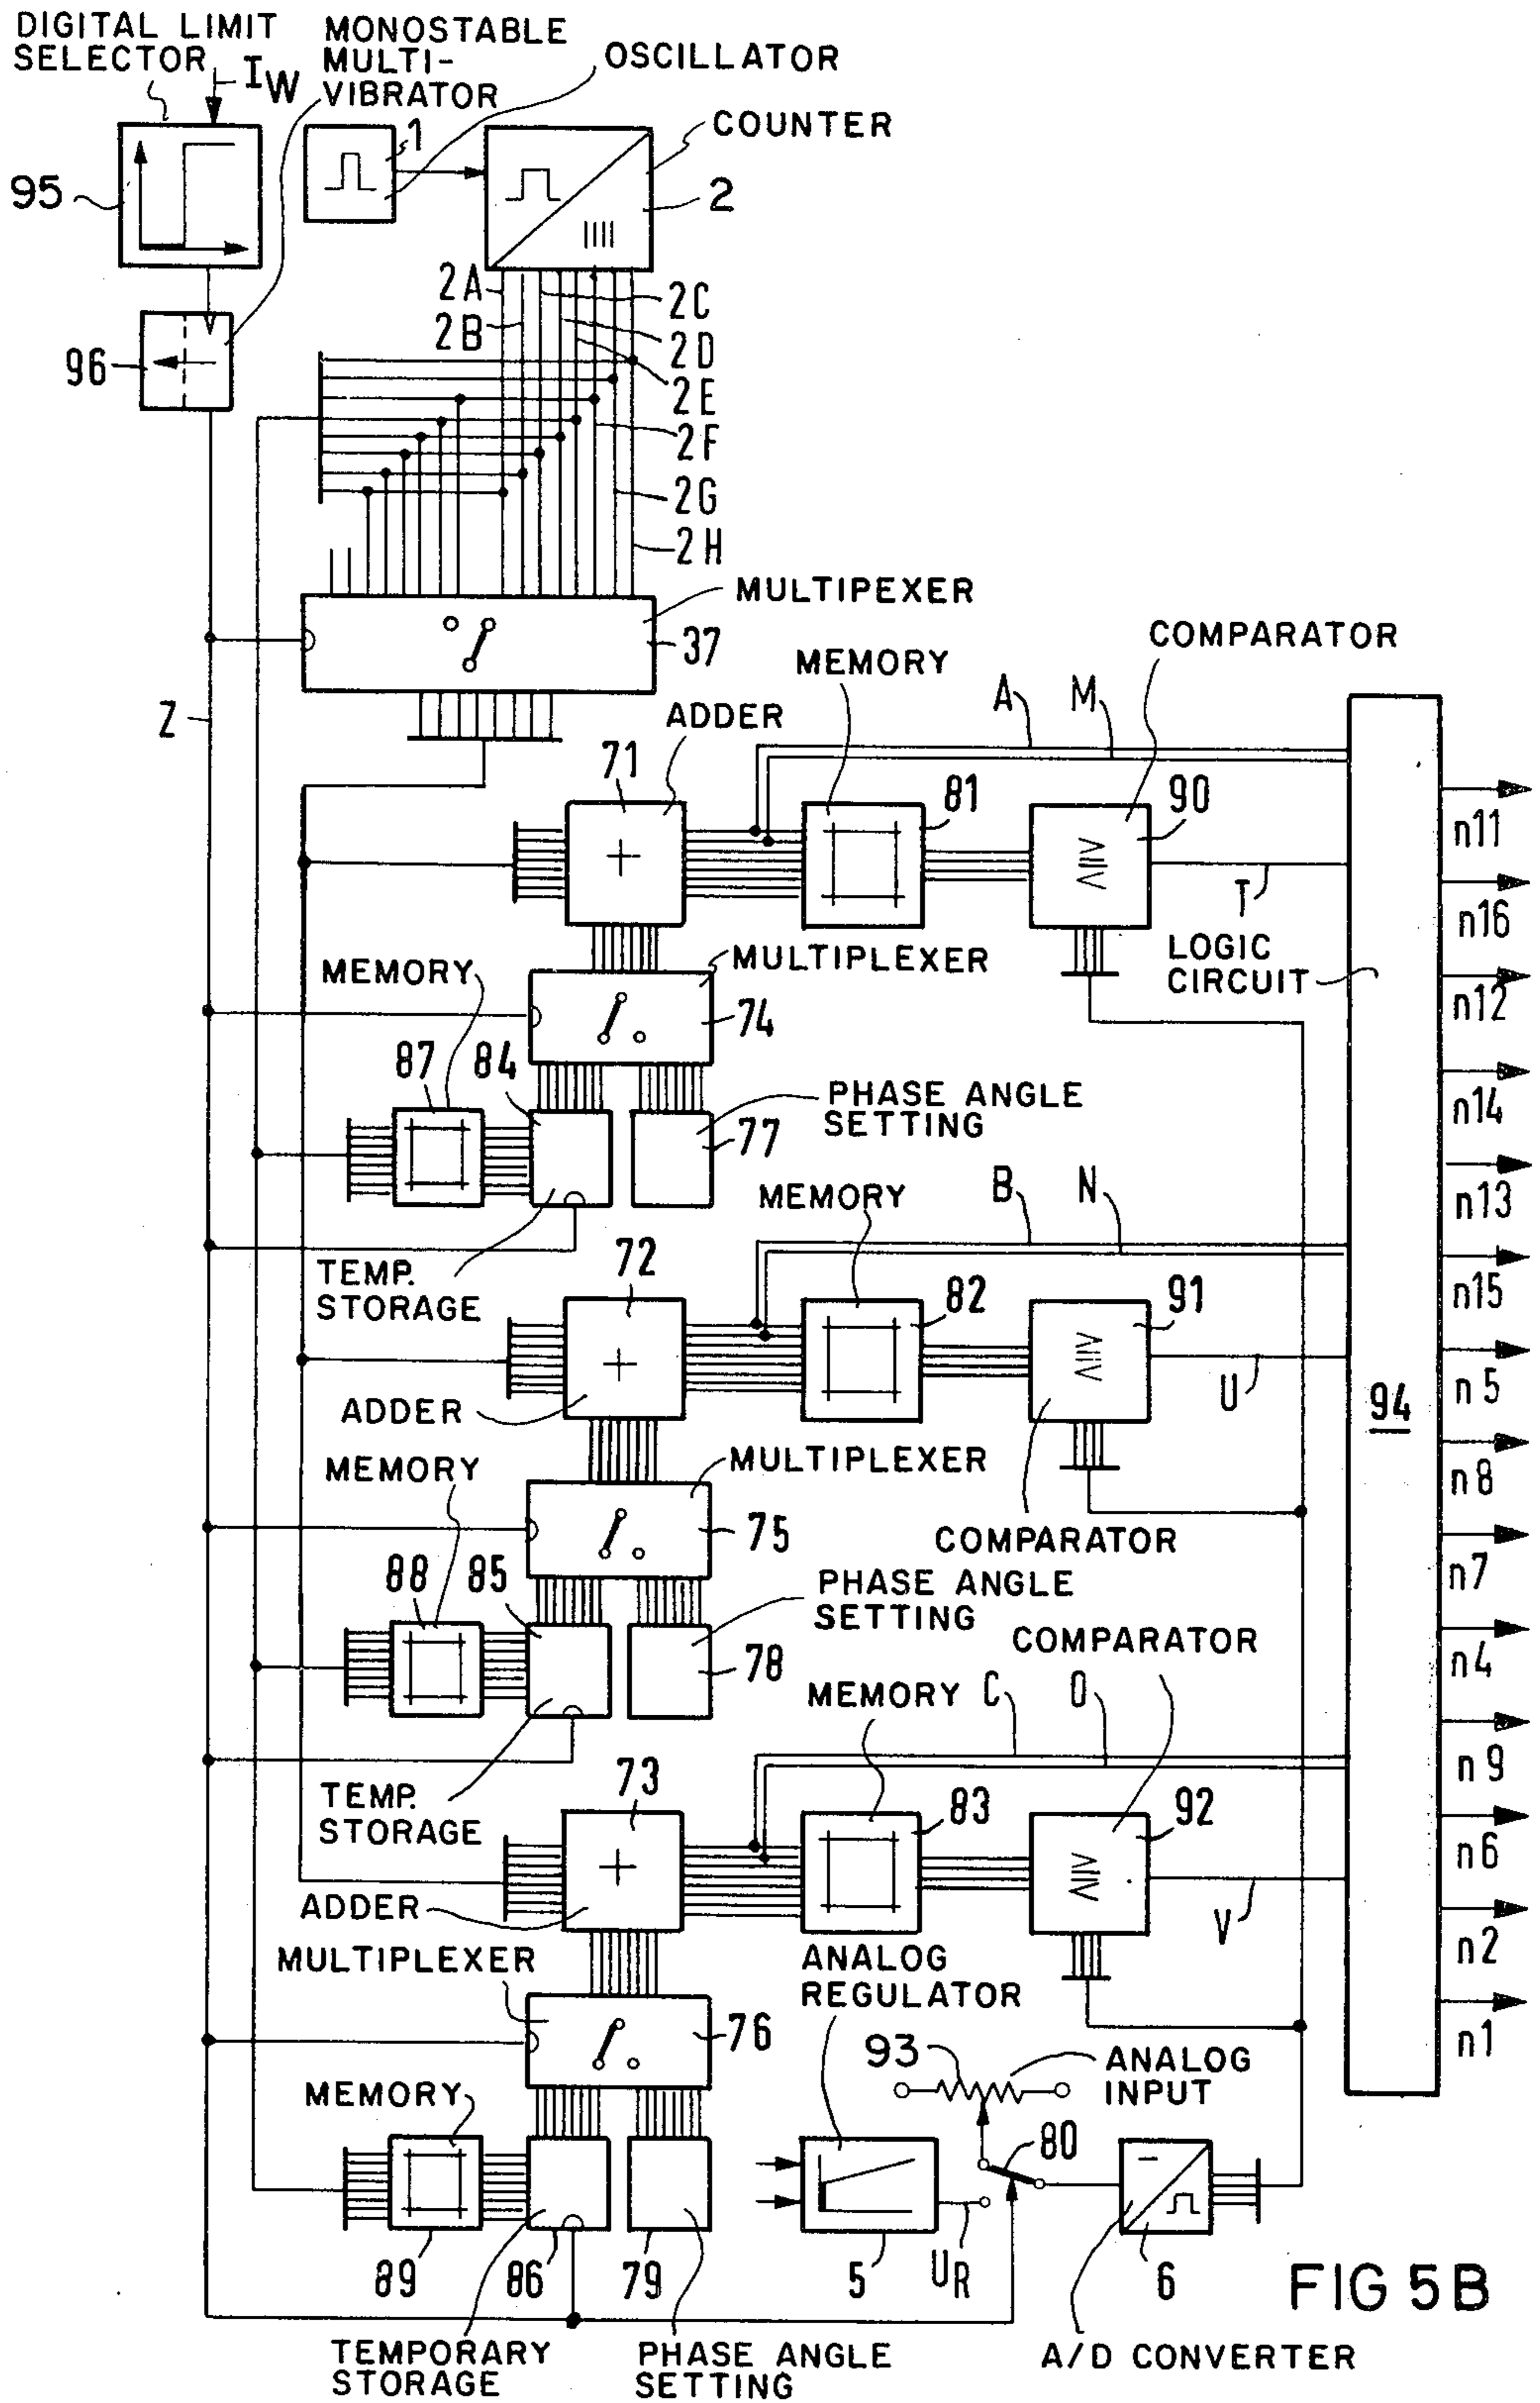 DIGITAL LIMIT
SELECTOR
IW
MONOSTABLE
MULTI-
VIBRATOR
OSCILLATOR
COUNTER
1
2
95
96
2A
2B
2C
2D
2E
2F
2G
2H
MULTIPEXER
37
Z
ADDER
71
MEMORY
81
A
M
COMPARATOR
90
T
LOGIC
CIRCUIT
MULTIPLEXER
74
MEMORY
87
84
PHASE ANGLE
SETTING
77
TEMP.
STORAGE
72
MEMORY
82
B
N
91
U
ADDER
COMPARATOR
MULTIPLEXER
75
MEMORY
88
85
PHASE ANGLE
SETTING
78
COMPARATOR
TEMP.
STORAGE
73
MEMORY
83
C
O
92
V
ADDER
MULTIPLEXER
76
ANALOG
REGULATOR
93
ANALOG
INPUT
80
MEMORY
89
86
79
5
UR
6
TEMPORARY
STORAGE
PHASE ANGLE
SETTING
A/D CONVERTER
94
n11
n16
n12
n14
n13
n15
n5
n8
n7
n4
n9
n6
n2
n1
FIG 5B